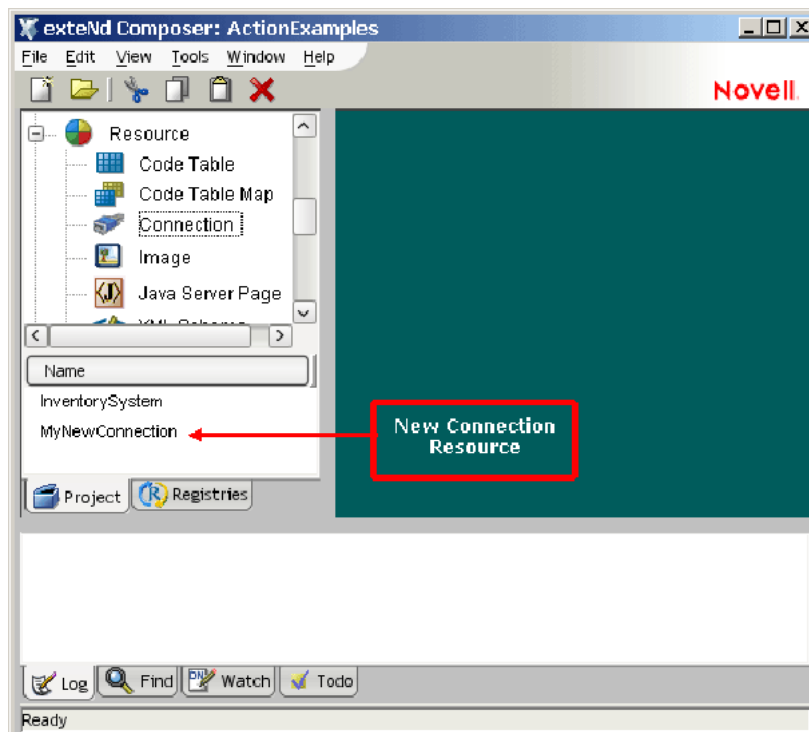 exteNd Composer: ActionExamples
File Edit View Tools Window Help
Novell.
Resource
Code Table
Code Table Map
Connection
Image
Java Server Page
Name
InventorySystem
MyNewConnection
New Connection
Resource
Project Registries
Log Find Watch Todo
Ready